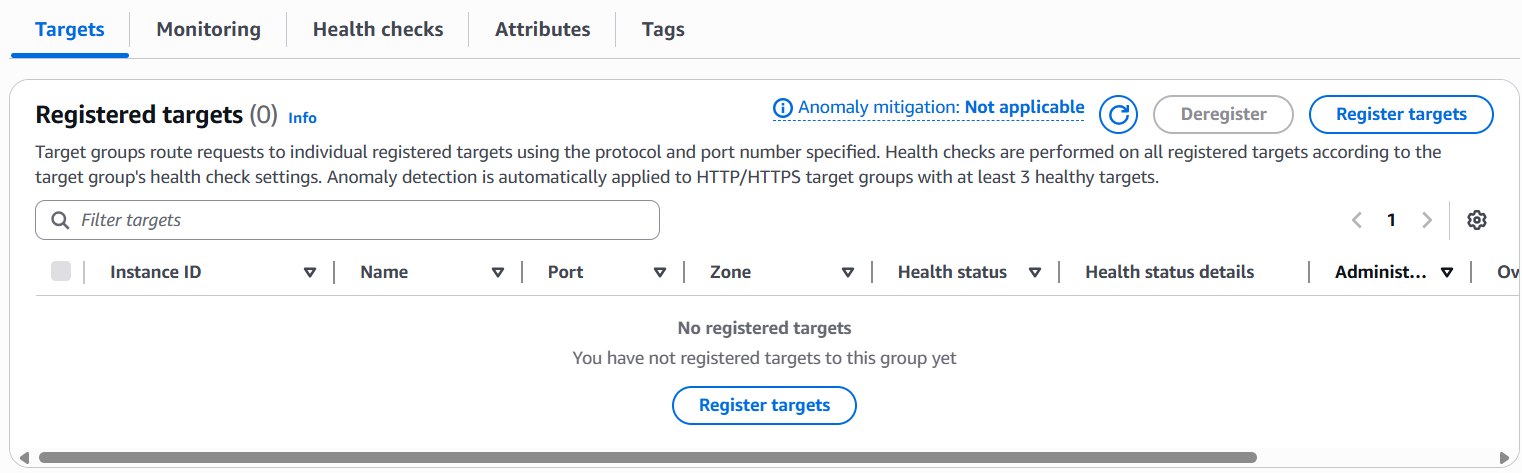 Targets Monitoring Health checks Attributes Tags
Registered targets (0) Info Anomaly mitigation: Not applicable Deregister Register targets
Target groups route requests to individual registered targets using the protocol and port number specified. Health checks are performed on all registered targets according to the
target group's health check settings. Anomaly detection is automatically applied to HTTP/HTTPS target groups with at least 3 healthy targets.
Filter targets 1
Instance ID Name Port Zone Health status Health status details Administ... Ov
No registered targets
You have not registered targets to this group yet
Register targets